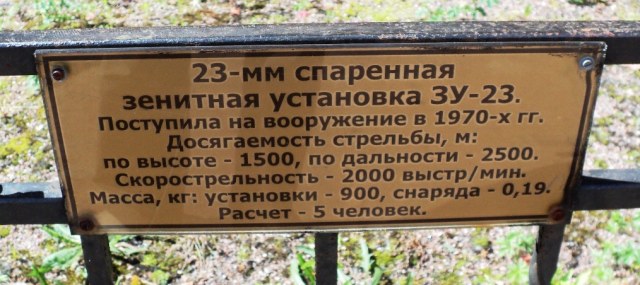 23-мм спаренная
зенитная установка ЗУ-23.
Поступила на вооружение в 1970-х гг.
Досягаемость стрельбы, м:
по высоте - 1500, по дальности - 2500.
Скорострельность - 2000 выстр/мин.
Масса, кг: установки - 900, снаряда - 0,19.
Расчет - 5 человек.